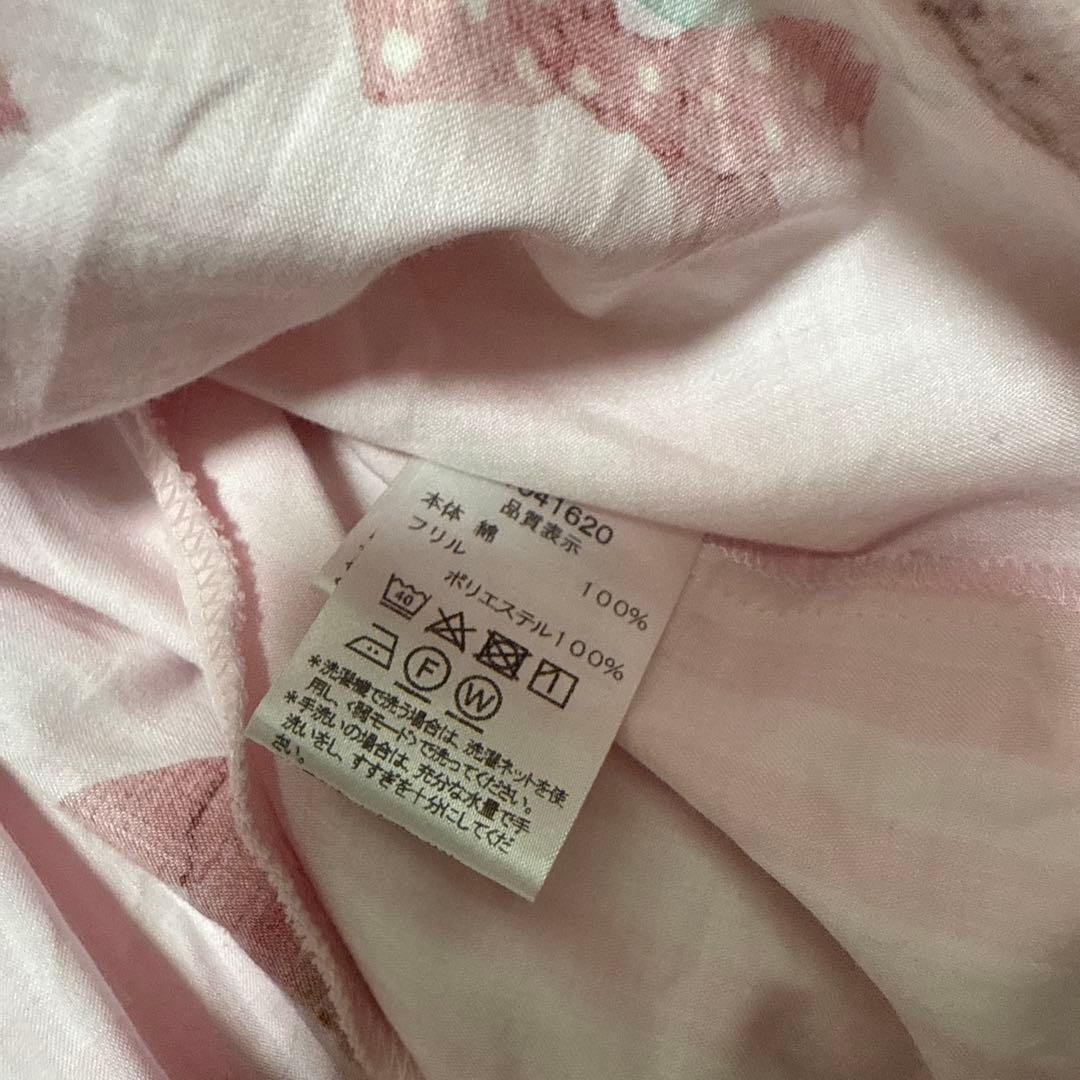 041620
品質表示
本体 綿 100%
フリル
ポリエステル100%
40
F W
*洗濯機で洗う場合は、洗濯ネットを使
用し、〈弱モード〉で洗ってください。
*手洗いの場合は、充分な水量で手
洗いをし、すすぎを十分にしてくだ
さい。